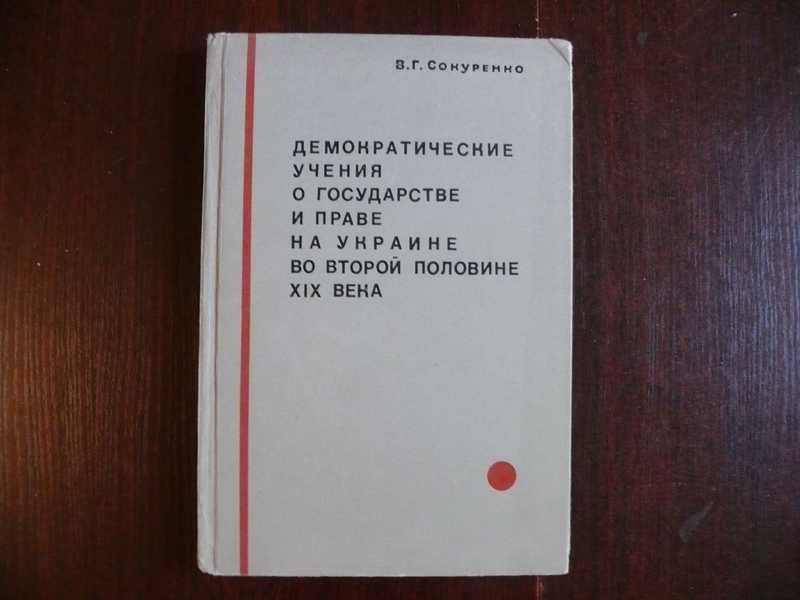 В.Г. Сокуренко
ДЕМОКРАТИЧЕСКИЕ
УЧЕНИЯ
О ГОСУДАРСТВЕ
И ПРАВЕ
НА УКРАИНЕ
ВО ВТОРОЙ ПОЛОВИНЕ
XIX ВЕКА